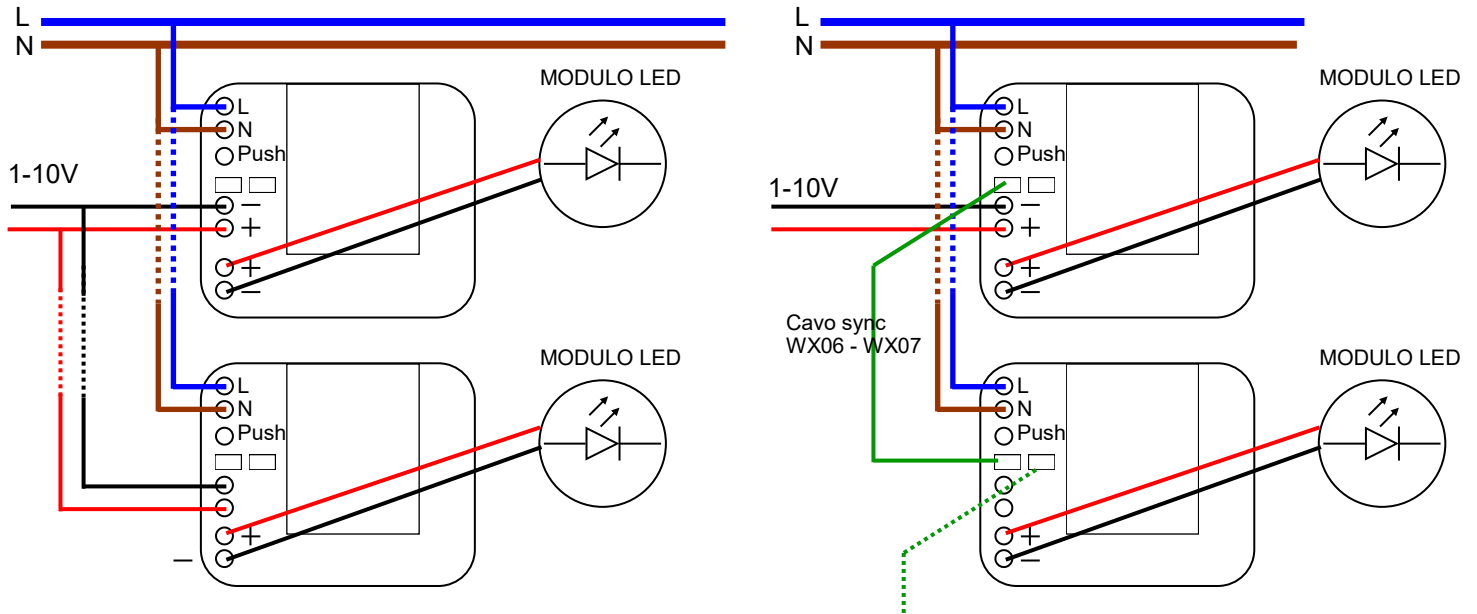 L
N
MODULO LED
L
N
Push
1-10V
−
+
+
−
MODULO LED
L
N
Push
+
−
L
N
MODULO LED
L
N
Push
1-10V
−
+
+
−
Cavo sync
WX06 - WX07
MODULO LED
L
N
Push
+
−